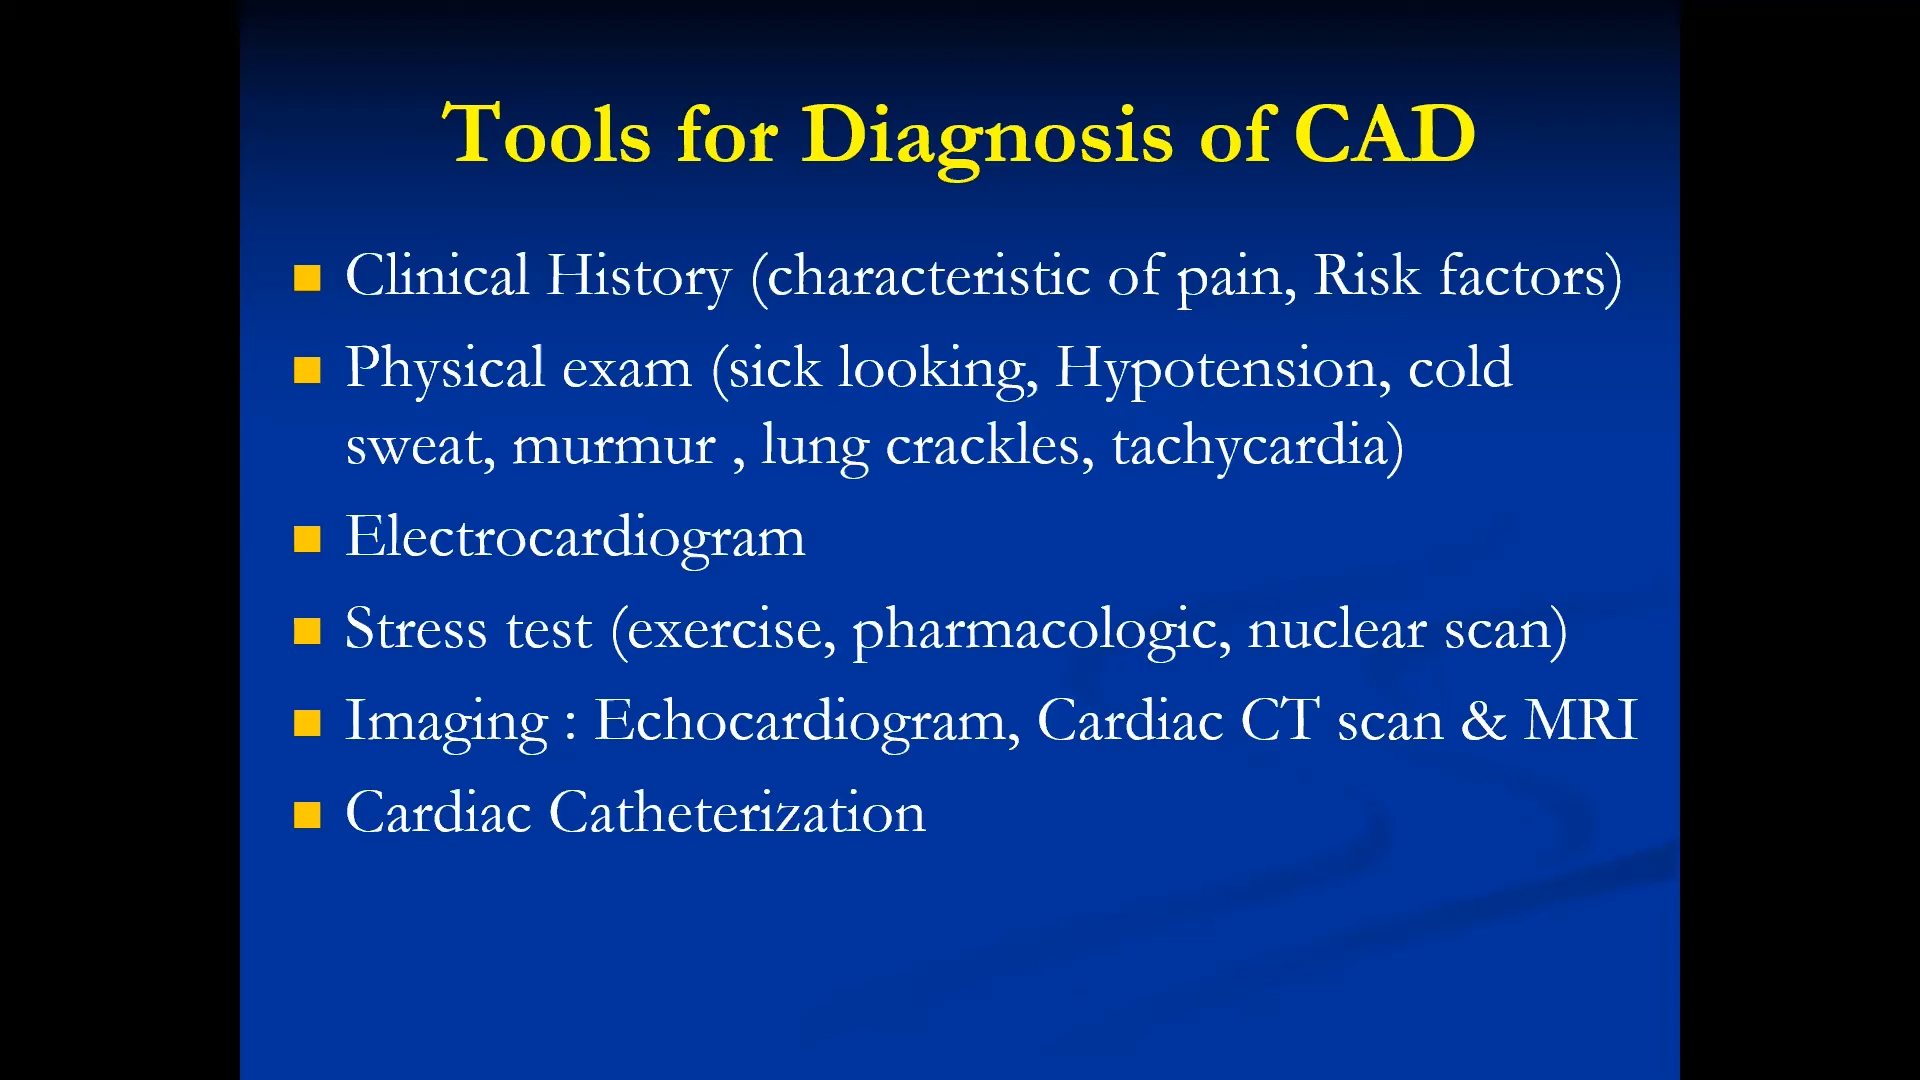 Tools for Diagnosis of CAD
Clinical History (characteristic of pain, Risk factors)
Physical exam (sick looking, Hypotension, cold
sweat, murmur , lung crackles, tachycardia)
Electrocardiogram
Stress test (exercise, pharmacologic, nuclear scan)
Imaging : Echocardiogram, Cardiac CT scan & MRI
Cardiac Catheterization